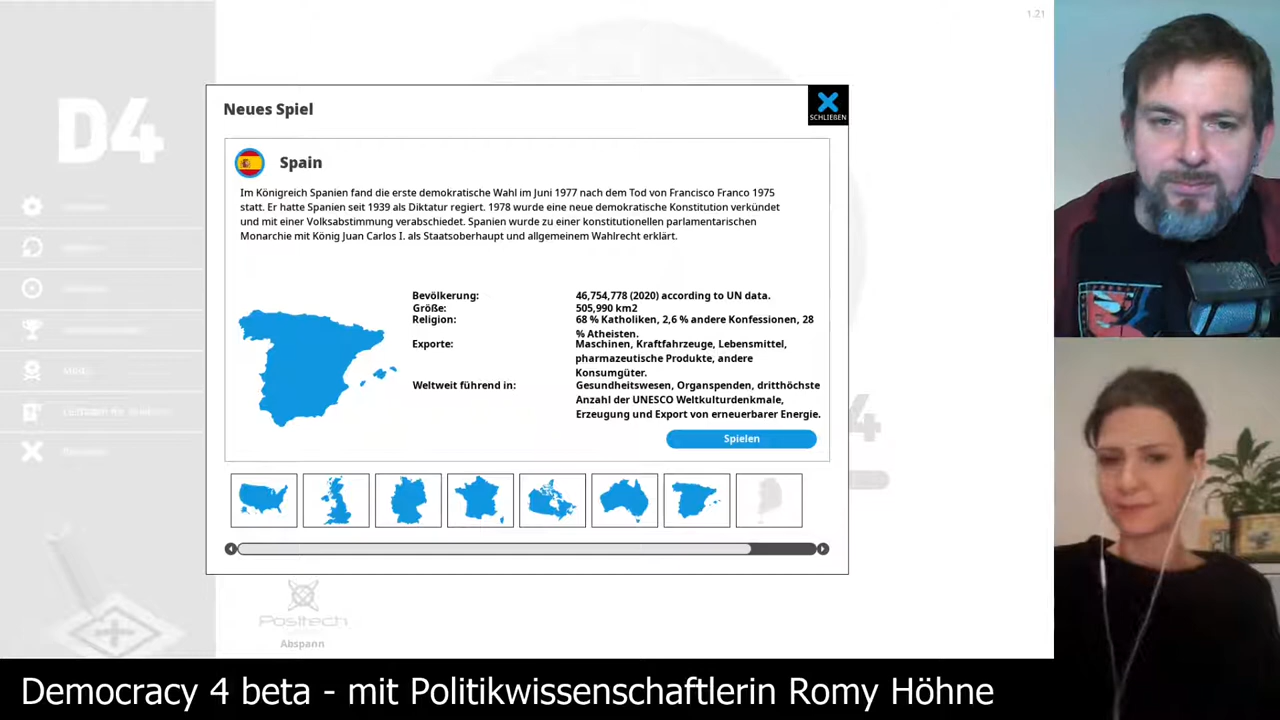 1.21
D4
Neues Spiel
SCHLIEßEN
Spain
Im Königreich Spanien fand die erste demokratische Wahl im Juni 1977 nach dem Tod von Francisco Franco 1975
statt. Er hatte Spanien seit 1939 als Diktatur regiert. 1978 wurde eine neue demokratische Konstitution verkündet
und mit einer Volksabstimmung verabschiedet. Spanien wurde zu einer konstitutionellen parlamentarischen
Monarchie mit König Juan Carlos I. als Staatsoberhaupt und allgemeinem Wahlrecht erklärt.
Bevölkerung: 46,754,778 (2020) according to UN data.
Größe: 505,990 km2
Religion: 68 % Katholiken, 2,6 % andere Konfessionen, 28
% Atheisten.
Exporte: Maschinen, Kraftfahrzeuge, Lebensmittel,
pharmazeutische Produkte, andere
Konsumgüter.
Weltweit führend in: Gesundheitswesen, Organspenden, dritthöchste
Anzahl der UNESCO Weltkulturdenkmale,
Erzeugung und Export von erneuerbarer Energie.
Spielen
4
Positech
Abspann
Democracy 4 beta - mit Politikwissenschaftlerin Romy Höhne